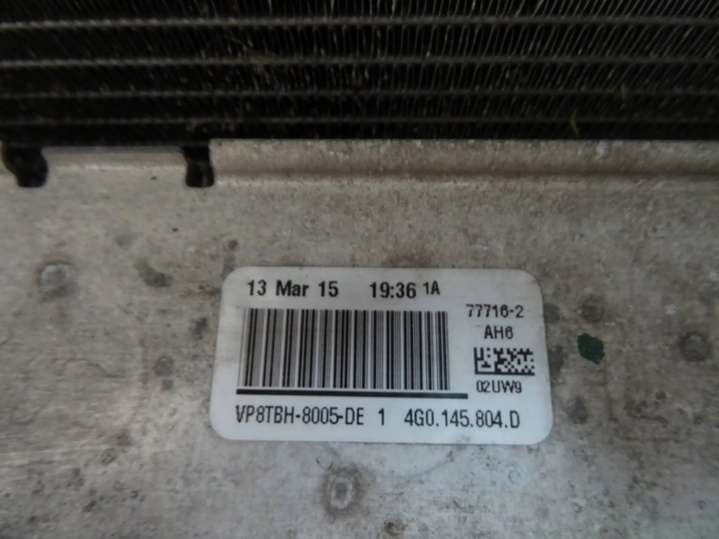 13 Mar 15 19:36 1A
77716-2
AH6
02UW9
VP8TBH-8005-DE 1 4G0.145.804.D